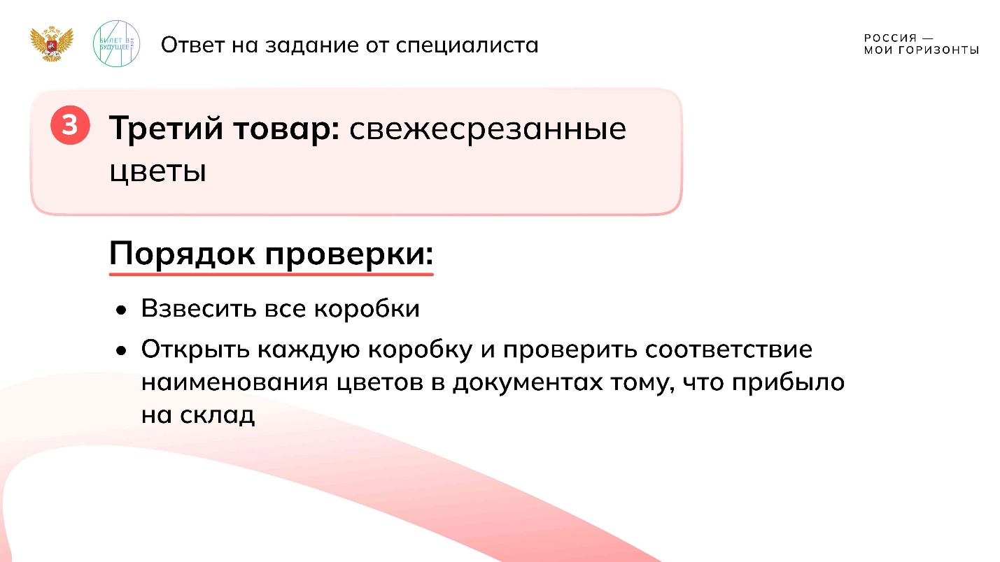 БИЛЕТ В
БУДУЩЕЕ
Ответ на задание от специалиста
РОССИЯ —
МОИ ГОРИЗОНТЫ
3
Третий товар: свежесрезанные
цветы
Порядок проверки:
• Взвесить все коробки
• Открыть каждую коробку и проверить соответствие
наименования цветов в документах тому, что прибыло
на склад